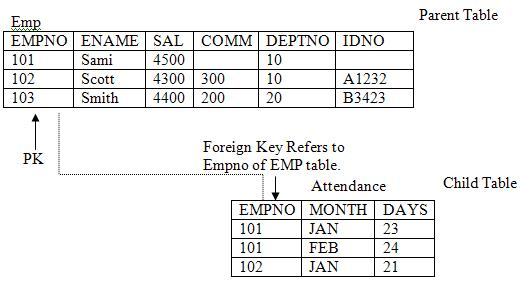 Parent Table
Emp
EMPNO ENAME SAL COMM DEPTNO IDNO
101 Sami 4500 10
102 Scott 4300 300 10 A1232
103 Smith 4400 200 20 B3423
PK
Foreign Key Refers to
Empno of EMP table.
Attendance
Child Table
EMPNO MONTH DAYS
101 JAN 23
101 FEB 24
102 JAN 21